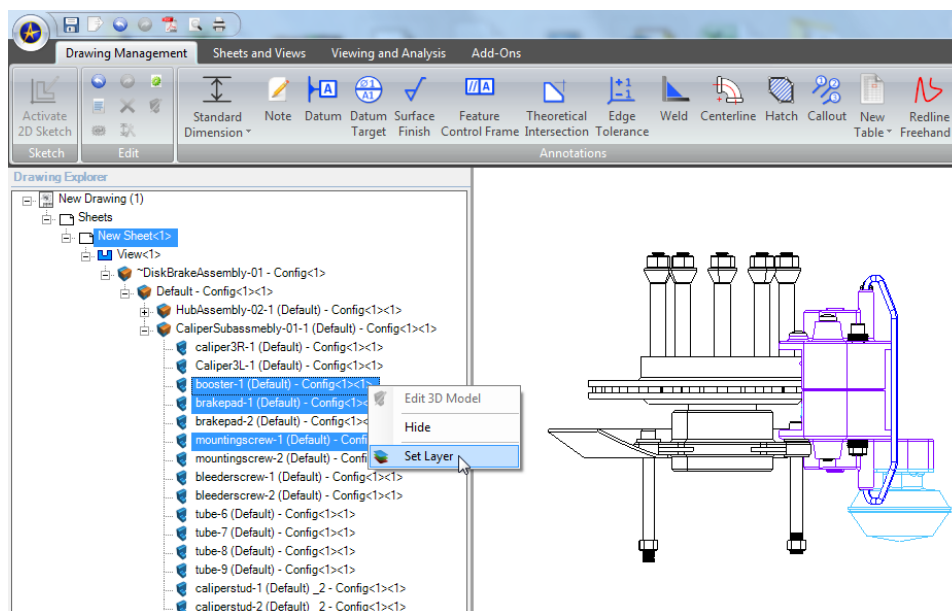 Drawing Management Sheets and Views Viewing and Analysis Add-Ons
Activate 2D Sketch
Standard Dimension
Note
Datum
Datum Target
Surface Finish
Feature Control Frame
Theoretical Intersection
Edge Tolerance
Weld
Centerline
Hatch
Callout
New Table
Redline Freehand
Sketch Edit Annotations
Drawing Explorer
New Drawing (1)
Sheets
New Sheet<1>
View<1>
~DiskBrakeAssembly-01 - Config<1>
Default - Config<1><1>
HubAssembly-02-1 (Default) - Config<1><1>
CaliperSubassmebly-01-1 (Default) - Config<1><1>
caliper3R-1 (Default) - Config<1><1>
Caliper3L-1 (Default) - Config<1><1>
booster-1 (Default) - Config<1><1>
brakepad-1 (Default) - Config<1>
brakepad-2 (Default) - Config
mountingscrew-1 (Default) - Conf
mountingscrew-2 (Default) - Conf
bleederscrew-1 (Default) - Config<1><1>
bleederscrew-2 (Default) - Config<1><1>
tube-6 (Default) - Config<1><1>
tube-7 (Default) - Config<1><1>
tube-8 (Default) - Config<1><1>
tube-9 (Default) - Config<1><1>
caliperstud-1 (Default) _2 - Config<1><1>
caliperstud-2 (Default) _2 - Config<1><1>
Edit 3D Model
Hide
Set Layer